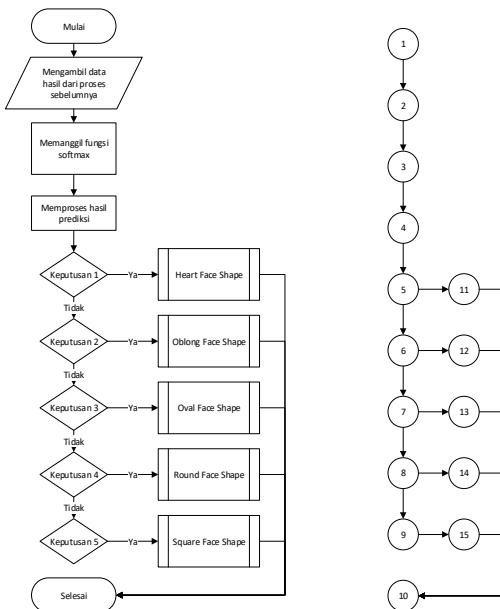 Mulai
Mengambil data
hasil dari proses
sebelumnya
Memanggil fungsi
softmax
Memproses hasil
prediksi
Keputusan 1
Ya
Heart Face Shape
Tidak
Keputusan 2
Ya
Oblong Face Shape
Tidak
Keputusan 3
Ya
Oval Face Shape
Tidak
Keputusan 4
Ya
Round Face Shape
Tidak
Keputusan 5
Ya
Square Face Shape
Selesai
1
2
3
4
5
11
6
12
7
13
8
14
9
15
10